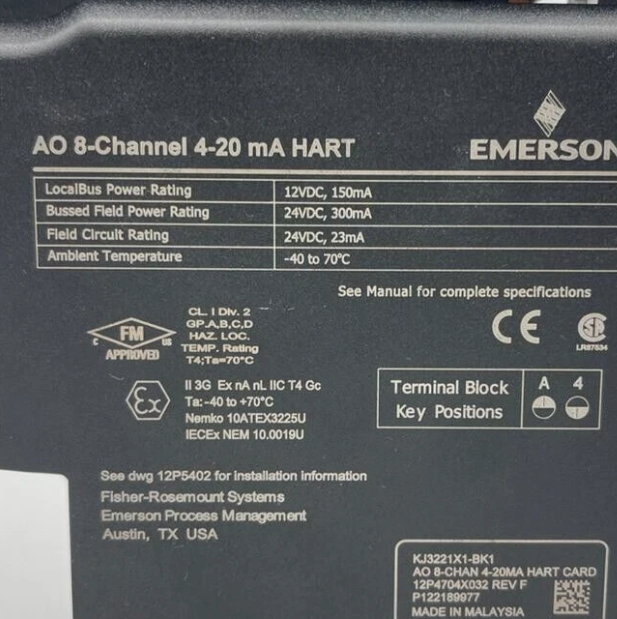 AO 8-Channel 4-20 mA HART
EMERSON
LocalBus Power Rating 12VDC, 150mA
Bussed Field Power Rating 24VDC, 300mA
Field Circuit Rating 24VDC, 23mA
Ambient Temperature -40 to 70°C
See Manual for complete specifications
C FM US
APPROVED
CL. I Div. 2
GP.A,B,C,D
HAZ. LOC.
TEMP. Rating
T4;Ta=70°C
CE
SP
LR87534
Ex
II 3G Ex nA nL IIC T4 Gc
Ta:-40 to +70°C
Nemko 10ATEX3225U
IECEx NEM 10.0019U
Terminal Block A 4
Key Positions
See dwg 12P5402 for installation information
Fisher-Rosemount Systems
Emerson Process Management
Austin, TX USA
KJ3221X1-BK1
AO 8-CHAN 4-20MA HART CARD
12P4704X032 REV F
P122189977
MADE IN MALAYSIA